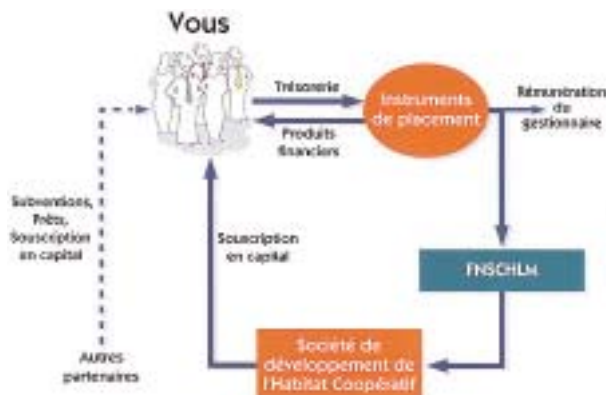 Vous
Trésorerie
Produits
financiers
Instruments
de placement
Rémunération
du
gestionnaire
Subventions,
Prêts,
Souscription
en capital
Souscription
en capital
FNSCHLM
Société de
développement de
l'Habitat Coopératif
Autres
partenaires